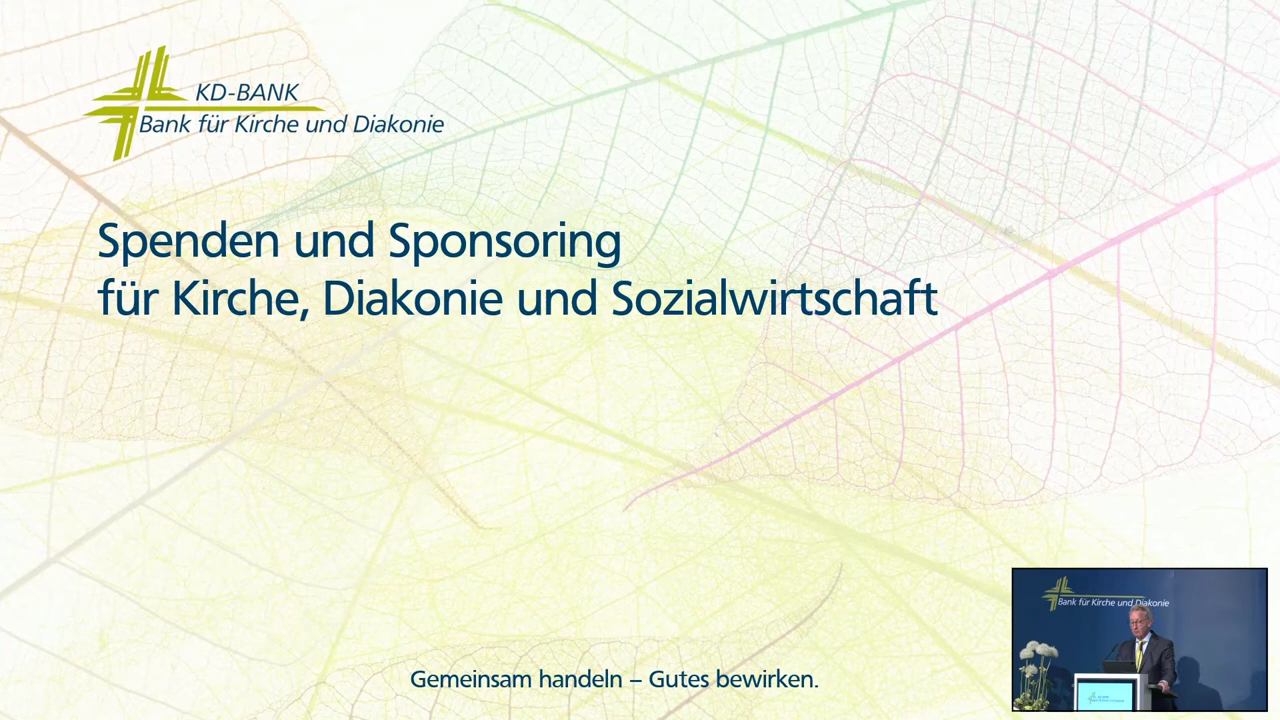 KD-BANK
Bank für Kirche und Diakonie
Spenden und Sponsoring
für Kirche, Diakonie und Sozialwirtschaft
Gemeinsam handeln – Gutes bewirken.
Bank für Kirche und Diakonie